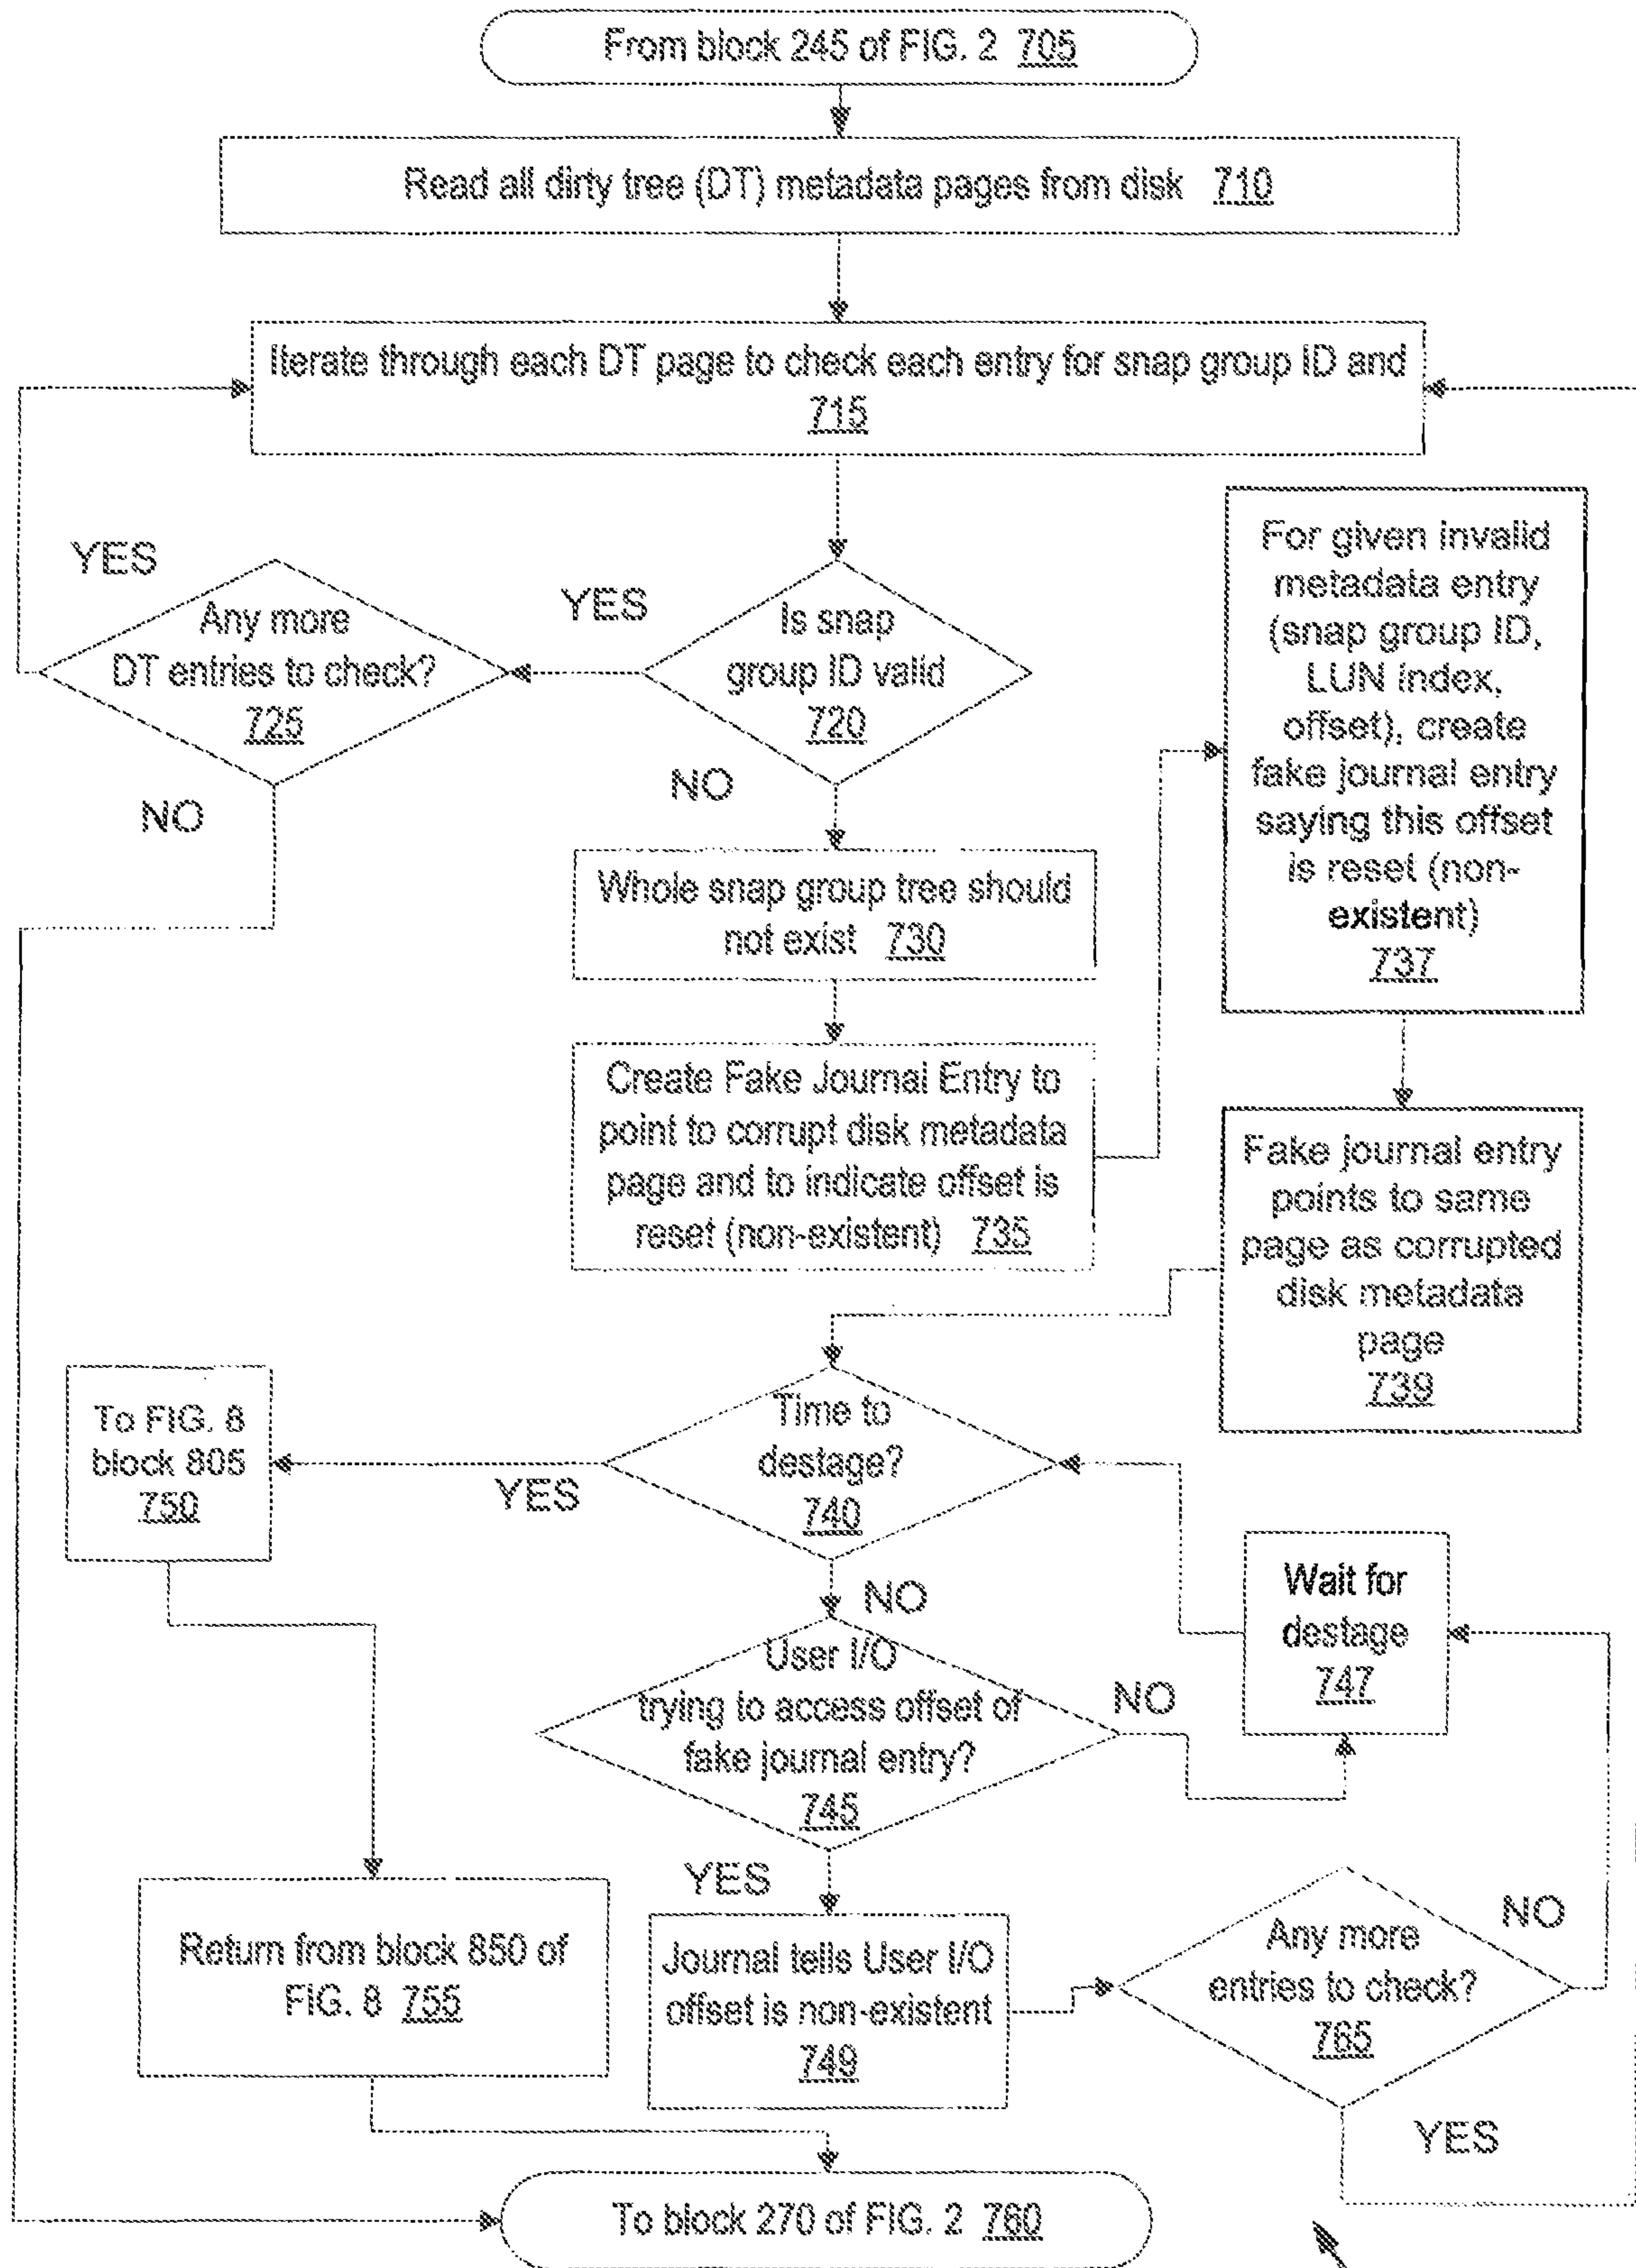 From block 245 of FIG. 2 705
Read all dirty tree (DT) metadata pages from disk 710
Iterate through each DT page to check each entry for snap group ID and
715
YES
Any more
DT entries to check?
725
NO
YES
Is snap
group ID valid
720
NO
For given invalid
metadata entry
(snap group ID,
LUN index,
offset), create
fake journal entry
saying this offset
is reset (non-
existent)
737
Whole snap group tree should
not exist 730
Create Fake Journal Entry to
point to corrupt disk metadata
page and to indicate offset is
reset (non-existent) 735
Fake journal entry
points to same
page as corrupted
disk metadata
page
739
To FIG. 8
block 805
750
YES
Time to
destage?
740
NO
Wait for
destage
747
User I/O
trying to access offset of
fake journal entry?
745
NO
YES
Return from block 850 of
FIG. 8 755
Journal tells User I/O
offset is non-existent
749
Any more
entries to check?
765
NO
YES
To block 270 of FIG. 2 760